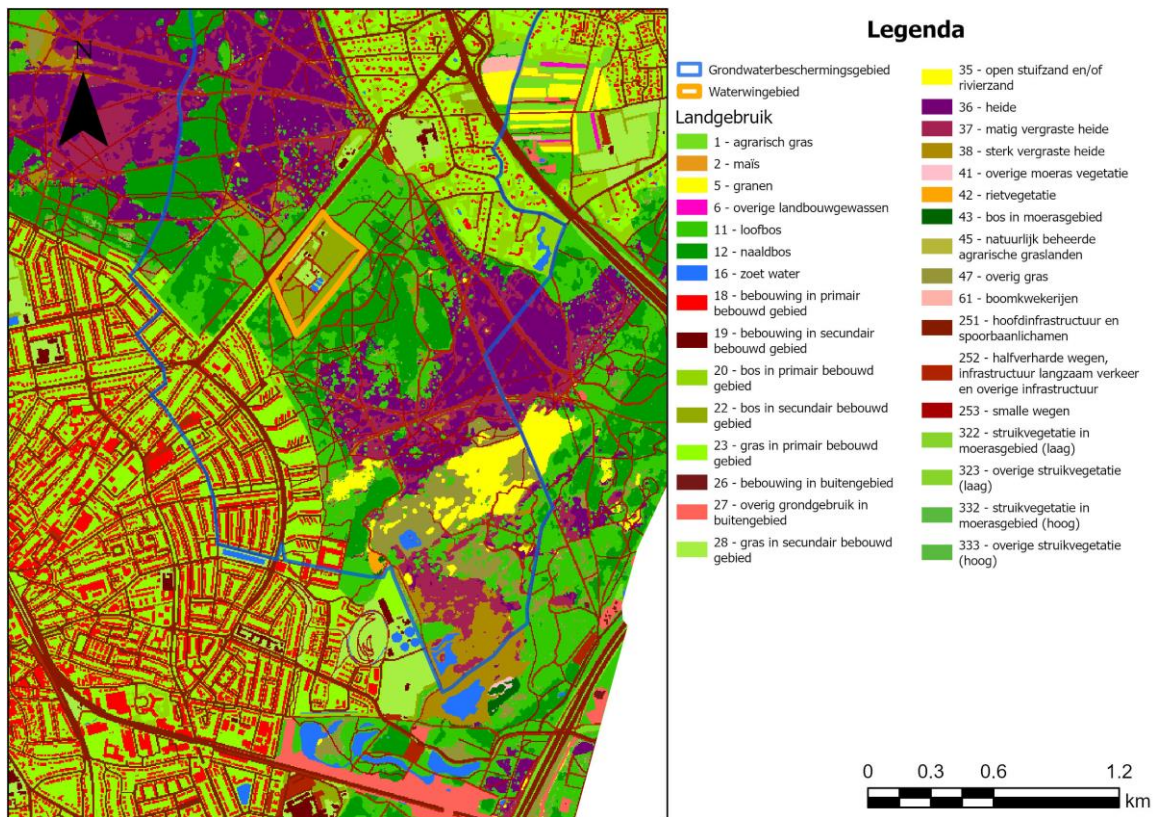 N
Legenda
Grondwaterbeschermingsgebied
Waterwingebied
Landgebruik
1 - agrarisch gras
2 - maïs
5 - granen
6 - overige landbouwgewassen
11 - loofbos
12 - naaldbos
16 - zoet water
18 - bebouwing in primair
bebouwd gebied
19 - bebouwing in secundair
bebouwd gebied
20 - bos in primair bebouwd
gebied
22 - bos in secundair bebouwd
gebied
23 - gras in primair bebouwd
gebied
26 - bebouwing in buitengebied
27 - overig grondgebruik in
buitengebied
28 - gras in secundair bebouwd
gebied
35 - open stuifzand en/of
rivierzand
36 - heide
37 - matig vergraste heide
38 - sterk vergraste heide
41 - overige moeras vegetatie
42 - rietvegetatie
43 - bos in moerasgebied
45 - natuurlijk beheerde
agrarische graslanden
47 - overig gras
61 - boomkwekerijen
251 - hoofdinfrastructuur en
spoorbaanlichamen
252 - halfverharde wegen,
infrastructuur langzaam verkeer
en overige infrastructuur
253 - smalle wegen
322 - struikvegetatie in
moerasgebied (laag)
323 - overige struikvegetatie
(laag)
332 - struikvegetatie in
moerasgebied (hoog)
333 - overige struikvegetatie
(hoog)
0 0.3 0.6 1.2
km